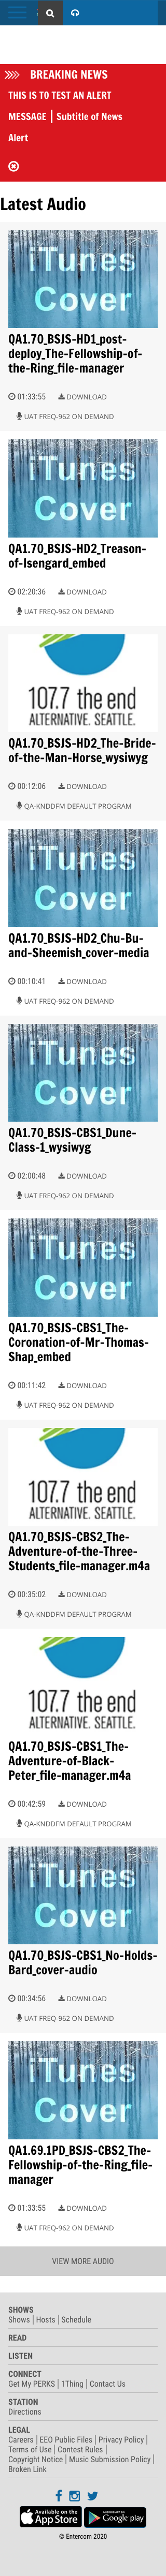 BREAKING NEWS
THIS IS TO TEST AN ALERT
MESSAGE | Subtitle of News
Alert
Latest Audio
iTunes
Cover
QA1.70_BSJS-HD1_post-
deploy_The-Fellowship-of-
the-Ring_file-manager
01:33:55 DOWNLOAD
UAT FREQ-962 ON DEMAND
iTunes
Cover
QA1.70_BSJS-HD2_Treason-
of-Isengard_embed
02:20:36 DOWNLOAD
UAT FREQ-962 ON DEMAND
107.7 the end
ALTERNATIVE. SEATTLE.
QA1.70_BSJS-HD2_The-Bride-
of-the-Man-Horse_wysiwyg
00:12:06 DOWNLOAD
QA-KNDDFM DEFAULT PROGRAM
iTunes
Cover
QA1.70_BSJS-HD2_Chu-Bu-
and-Sheemish_cover-media
00:10:41 DOWNLOAD
UAT FREQ-962 ON DEMAND
iTunes
Cover
QA1.70_BSJS-CBS1_Dune-
Class-1_wysiwyg
02:00:48 DOWNLOAD
UAT FREQ-962 ON DEMAND
iTunes
Cover
QA1.70_BSJS-CBS1_The-
Coronation-of-Mr-Thomas-
Shap_embed
00:11:42 DOWNLOAD
UAT FREQ-962 ON DEMAND
107.7 the end
ALTERNATIVE. SEATTLE.
QA1.70_BSJS-CBS2_The-
Adventure-of-the-Three-
Students_file-manager.m4a
00:35:02 DOWNLOAD
QA-KNDDFM DEFAULT PROGRAM
107.7 the end
ALTERNATIVE. SEATTLE.
QA1.70_BSJS-CBS1_The-
Adventure-of-Black-
Peter_file-manager.m4a
00:42:59 DOWNLOAD
QA-KNDDFM DEFAULT PROGRAM
iTunes
Cover
QA1.70_BSJS-CBS1_No-Holds-
Bard_cover-audio
00:34:56 DOWNLOAD
UAT FREQ-962 ON DEMAND
iTunes
Cover
QA1.69.1PD_BSJS-CBS2_The-
Fellowship-of-the-Ring_file-
manager
01:33:55 DOWNLOAD
UAT FREQ-962 ON DEMAND
VIEW MORE AUDIO
SHOWS
Shows | Hosts | Schedule
READ
LISTEN
CONNECT
Get My PERKS | 1Thing | Contact Us
STATION
Directions
LEGAL
Careers | EEO Public Files | Privacy Policy |
Terms of Use | Contest Rules |
Copyright Notice | Music Submission Policy |
Broken Link
Available on the App Store
GET IT ON Google play
© Entercom 2020